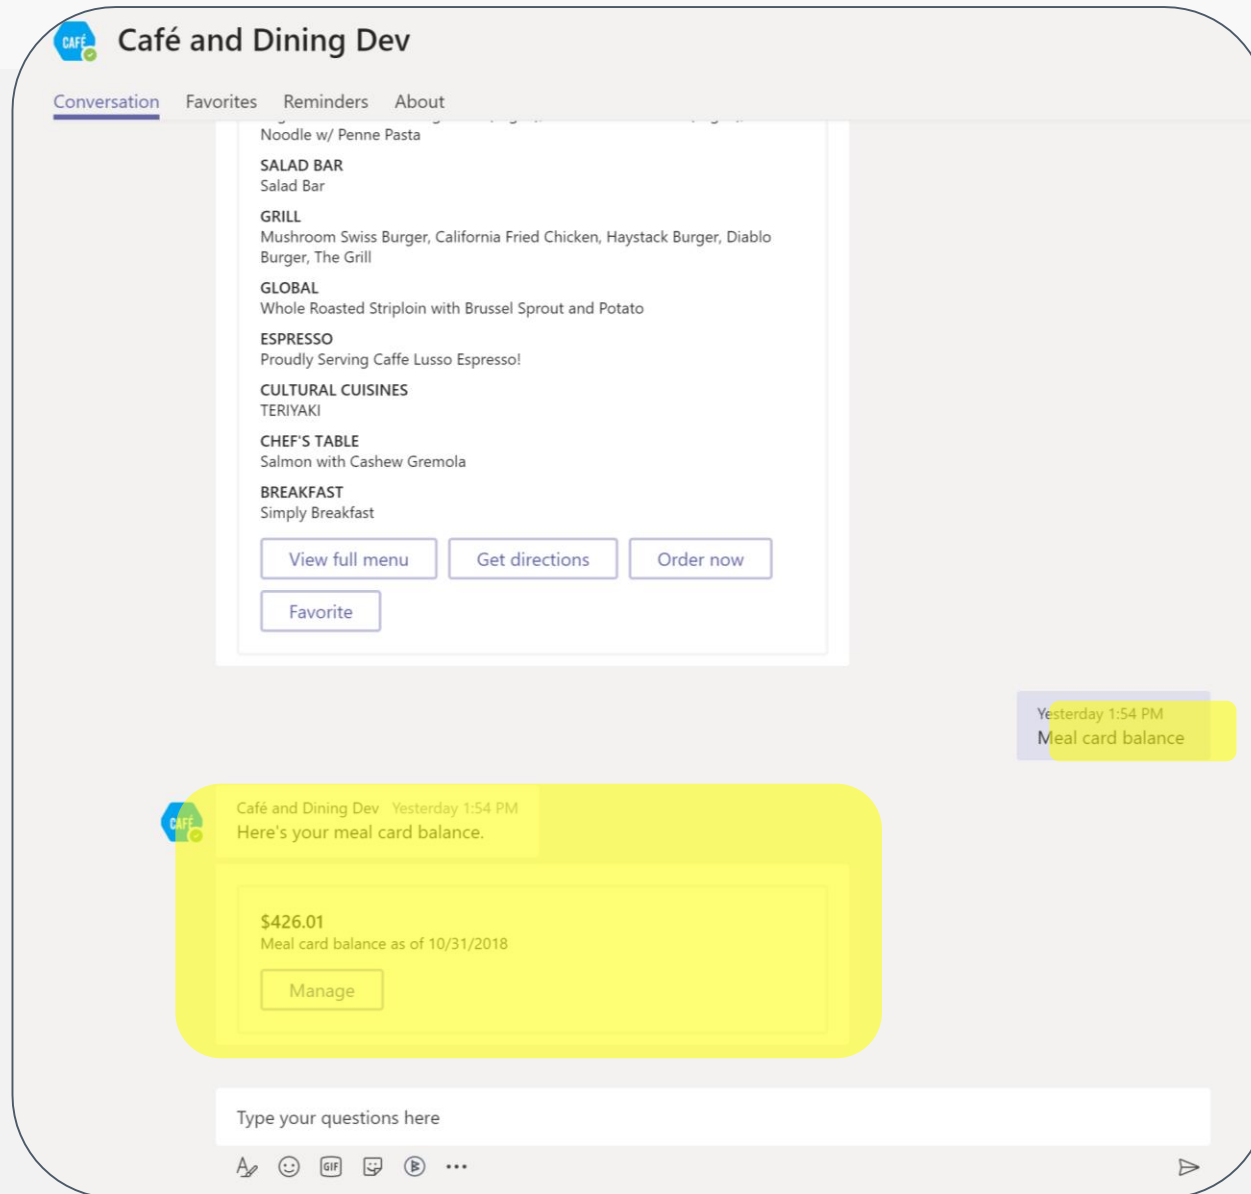 CAFÉ
Café and Dining Dev
Conversation Favorites Reminders About
Noodle w/ Penne Pasta
SALAD BAR
Salad Bar
GRILL
Mushroom Swiss Burger, California Fried Chicken, Haystack Burger, Diablo
Burger, The Grill
GLOBAL
Whole Roasted Striploin with Brussel Sprout and Potato
ESPRESSO
Proudly Serving Caffe Lusso Espresso!
CULTURAL CUISINES
TERIYAKI
CHEF'S TABLE
Salmon with Cashew Gremola
BREAKFAST
Simply Breakfast
View full menu Get directions Order now
Favorite
Yesterday 1:54 PM
Meal card balance
CAFÉ
Café and Dining Dev Yesterday 1:54 PM
Here's your meal card balance.
$426.01
Meal card balance as of 10/31/2018
Manage
Type your questions here
GIF